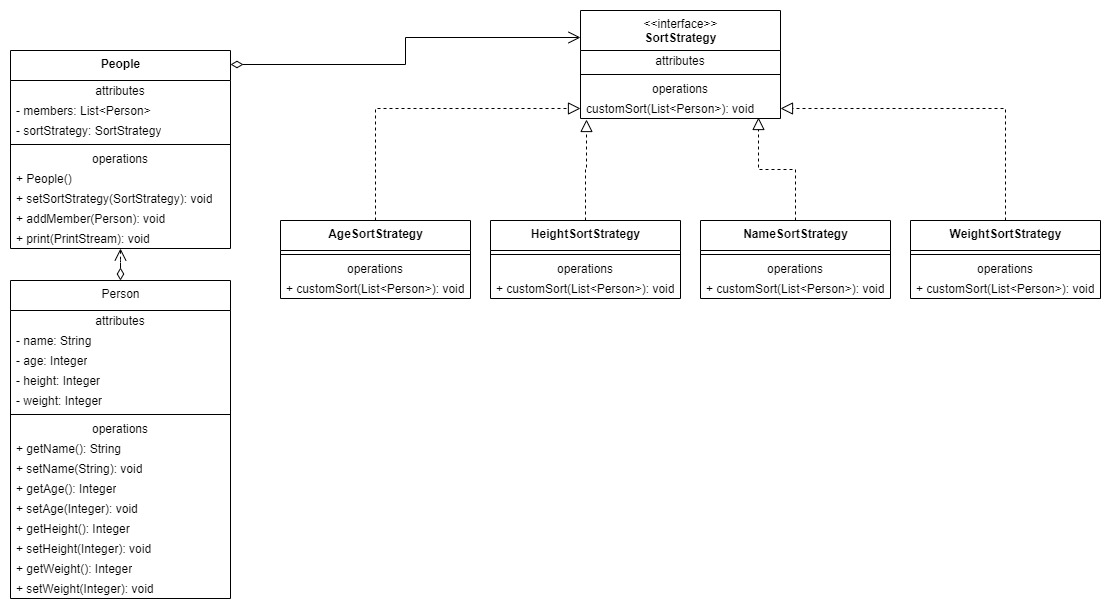 People
attributes
- members: List<Person>
- sortStrategy: SortStrategy
operations
+ People()
+ setSortStrategy(SortStrategy): void
+ addMember(Person): void
+ print(PrintStream): void
Person
attributes
- name: String
- age: Integer
- height: Integer
- weight: Integer
operations
+ getName(): String
+ setName(String): void
+ getAge(): Integer
+ setAge(Integer): void
+ getHeight(): Integer
+ setHeight(Integer): void
+ getWeight(): Integer
+ setWeight(Integer): void
<<interface>>
SortStrategy
attributes
operations
customSort(List<Person>): void
AgeSortStrategy
operations
+ customSort(List<Person>): void
HeightSortStrategy
operations
+ customSort(List<Person>): void
NameSortStrategy
operations
+ customSort(List<Person>): void
WeightSortStrategy
operations
+ customSort(List<Person>): void